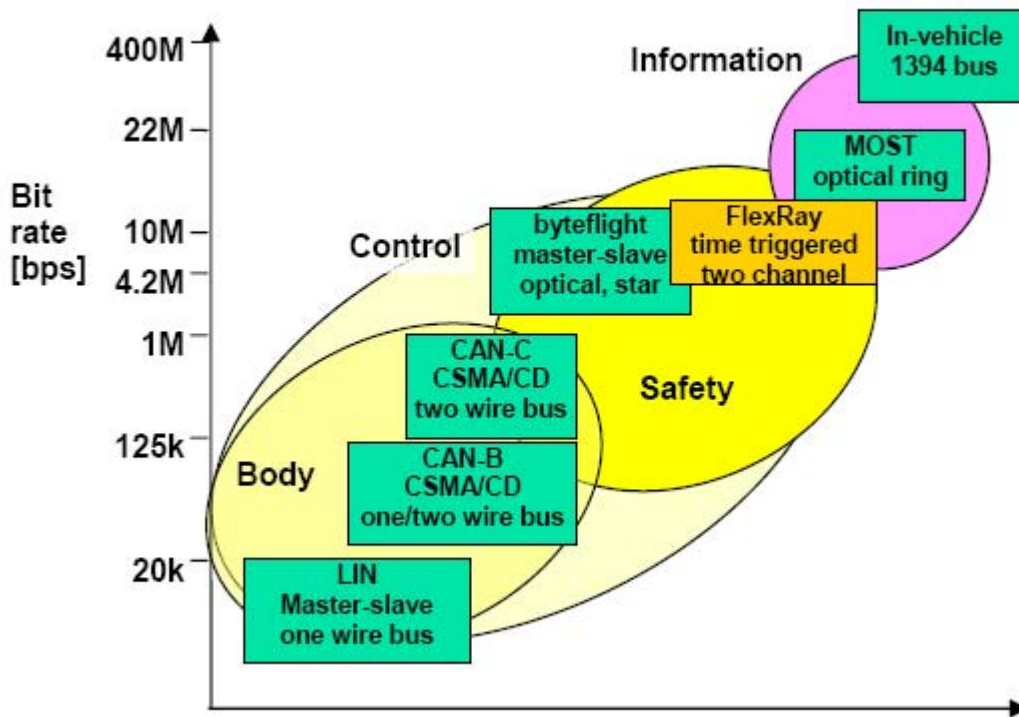 400M
22M
Bit
rate
[bps]
10M
4.2M
1M
125k
20k
Information
In-vehicle
1394 bus
MOST
optical ring
Control
byteflight
master-slave
optical, star
FlexRay
time triggered
two channel
CAN-C
CSMA/CD
two wire bus
Safety
Body
CAN-B
CSMA/CD
one/two wire bus
LIN
Master-slave
one wire bus